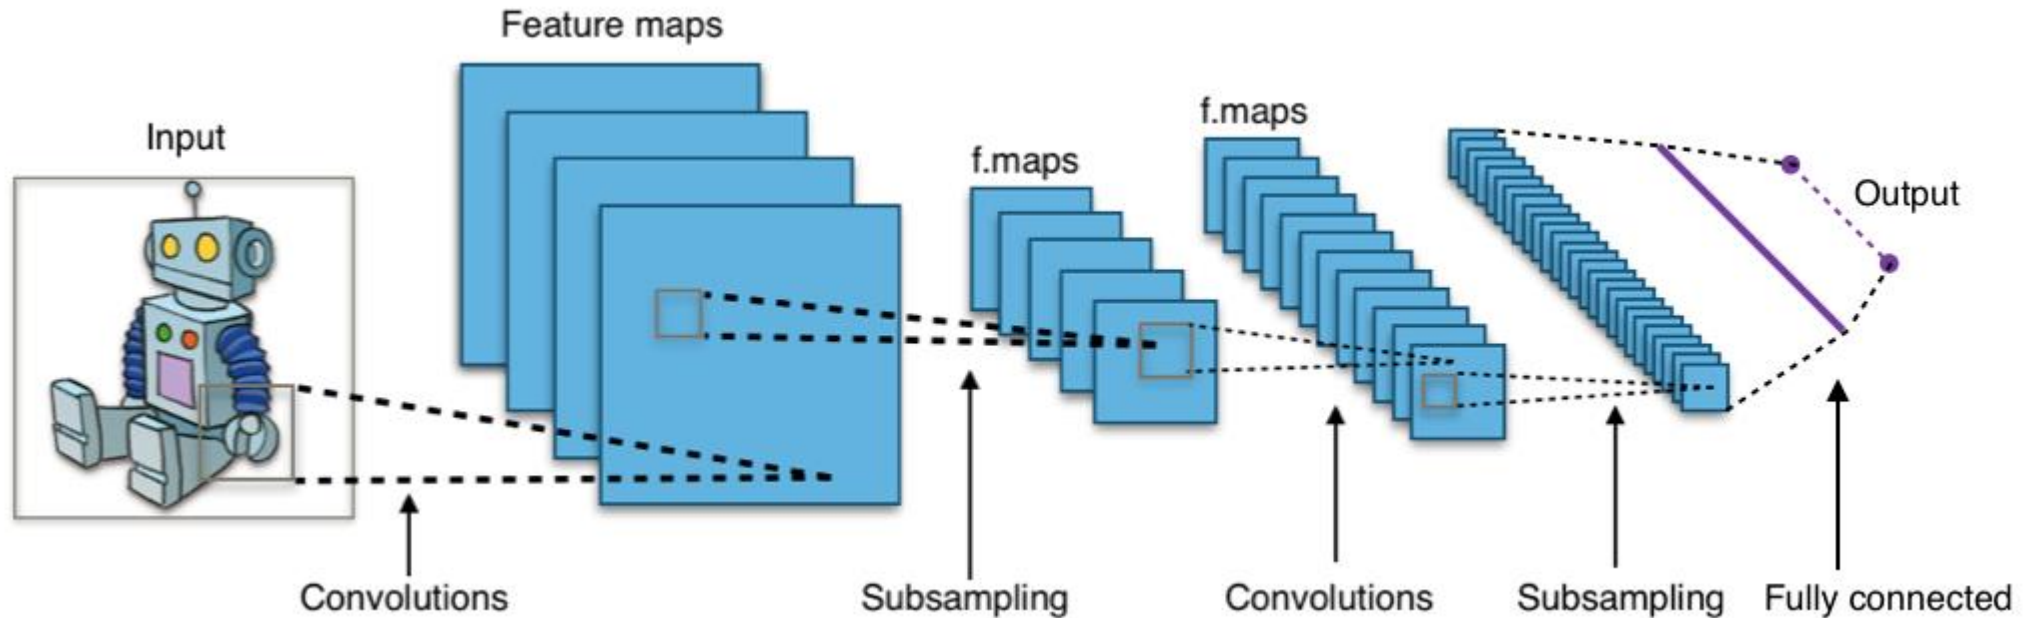 Feature maps
Input
f.maps
f.maps
Output
Convolutions
Subsampling
Convolutions
Subsampling
Fully connected